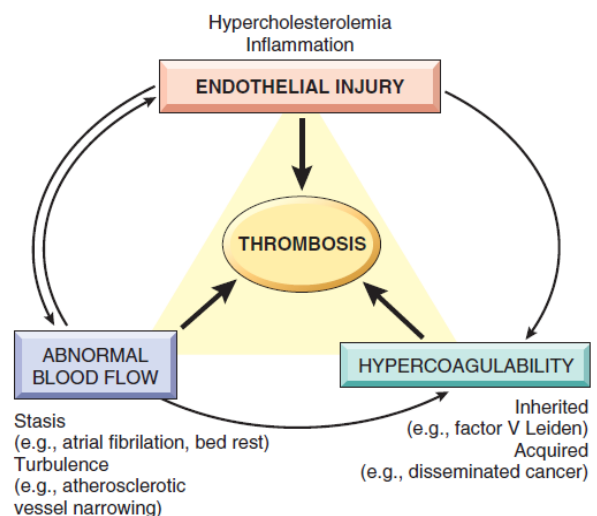 Hypercholesterolemia
Inflammation
ENDOTHELIAL INJURY
THROMBOSIS
ABNORMAL
BLOOD FLOW
HYPERCOAGULABILITY
Stasis
(e.g., atrial fibrilation, bed rest)
Turbulence
(e.g., atherosclerotic
vessel narrowing)
Inherited
(e.g., factor V Leiden)
Acquired
(e.g., disseminated cancer)